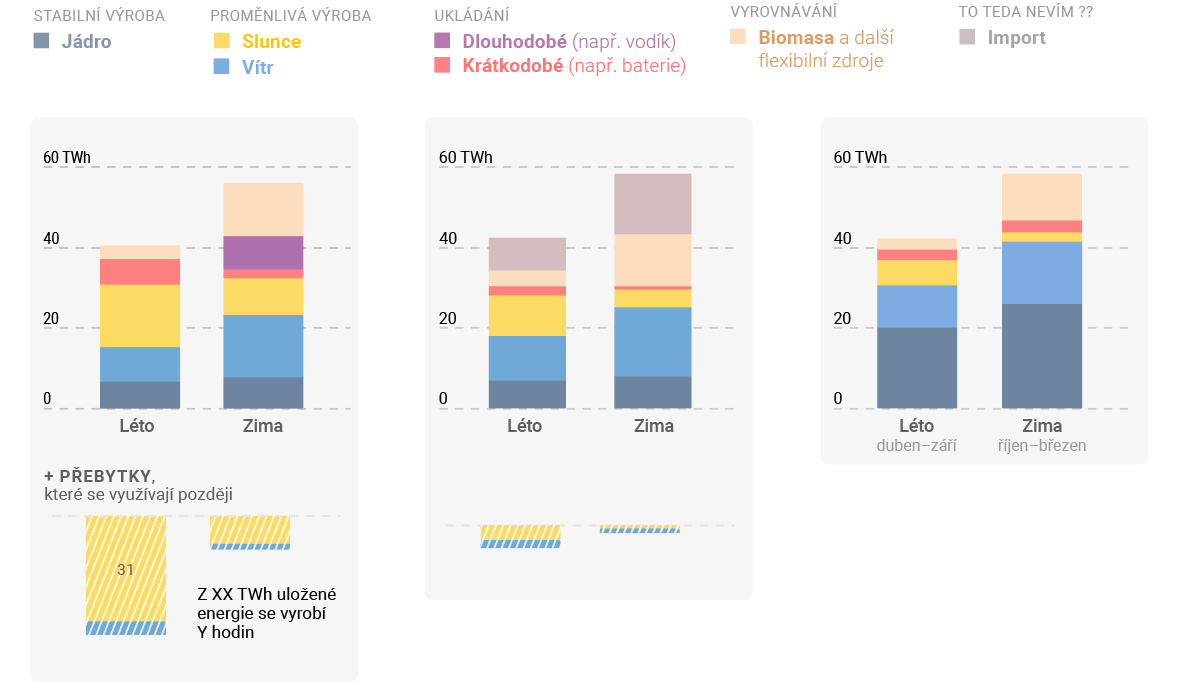 STABILNÍ VÝROBA
Jádro
PROMĚNLIVÁ VÝROBA
Slunce
Vítr
UKLÁDÁNÍ
Dlouhodobé (např. vodík)
Krátkodobé (např. baterie)
VYROVNÁVÁNÍ
Biomasa a další
flexibilní zdroje
TO TEDA NEVÍM ??
Import
60 TWh
40
20
0
Léto
Zima
+ PŘEBYTKY,
které se využívají později
31
Z XX TWh uložené
energie se vyrobí
Y hodin
60 TWh
40
20
0
Léto
Zima
60 TWh
40
20
0
Léto
duben–září
Zima
říjen–březen